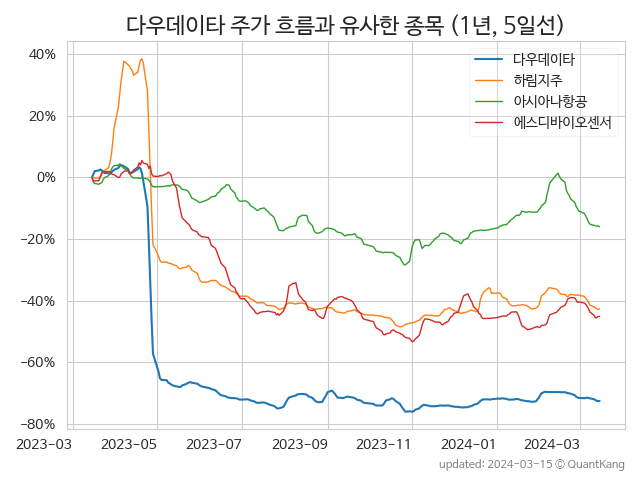 다우데이타 주가 흐름과 유사한 종목 (1년, 5일선)
다우데이타
하림지주
아시아나항공
에스디바이오센서
40%
20%
0%
−20%
−40%
−60%
−80%
2023-03 2023-05 2023-07 2023-09 2023-11 2024-01 2024-03
updated: 2024-03-15 © QuantKang